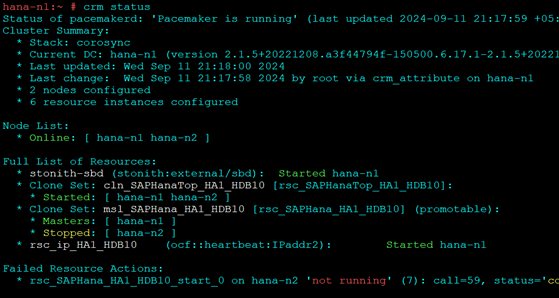 hana-n1:~ # crm status
Status of pacemakerd: 'Pacemaker is running' (last updated 2024-09-11 21:17:59 +05:
Cluster Summary:
* Stack: corosync
* Current DC: hana-n1 (version 2.1.5+20221208.a3f44794f-150500.6.17.1-2.1.5+20221
* Last updated: Wed Sep 11 21:18:00 2024
* Last change: Wed Sep 11 21:17:58 2024 by root via crm_attribute on hana-n1
* 2 nodes configured
* 6 resource instances configured
Node List:
* Online: [ hana-n1 hana-n2 ]
Full List of Resources:
* stonith-sbd (stonith:external/sbd): Started hana-n1
* Clone Set: cln_SAPHanaTop_HA1_HDB10 [rsc_SAPHanaTop_HA1_HDB10]:
* Started: [ hana-n1 hana-n2 ]
* Clone Set: msl_SAPHana_HA1_HDB10 [rsc_SAPHana_HA1_HDB10] (promotable):
* Masters: [ hana-n1 ]
* Stopped: [ hana-n2 ]
* rsc_ip_HA1_HDB10 (ocf::heartbeat:IPaddr2): Started hana-n1
Failed Resource Actions:
* rsc_SAPHana_HA1_HDB10_start_0 on hana-n2 'not running' (7): call=59, status='co